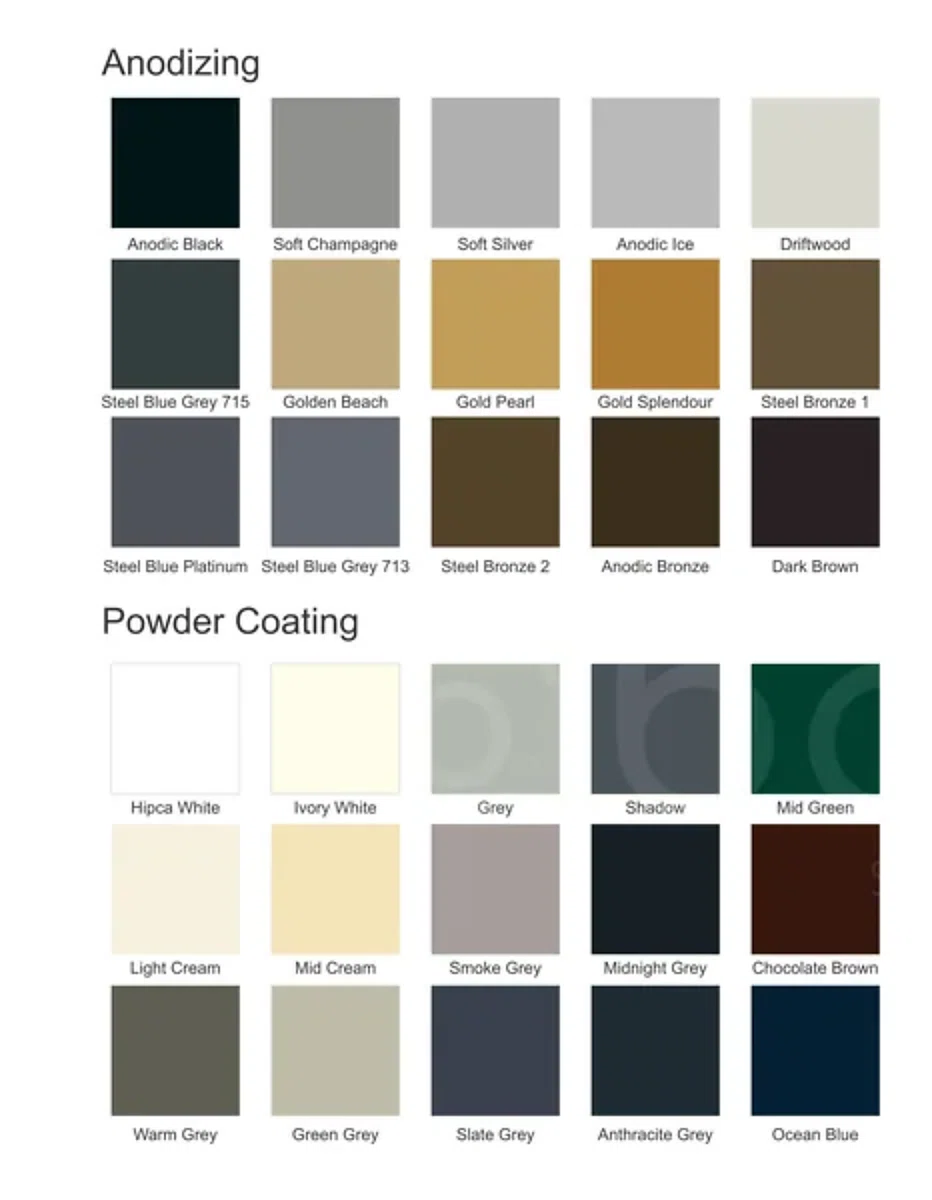 Anodizing
Anodic Black Soft Champagne Soft Silver Anodic Ice Driftwood
Steel Blue Grey 715 Golden Beach Gold Pearl Gold Splendour Steel Bronze 1
Steel Blue Platinum Steel Blue Grey 713 Steel Bronze 2 Anodic Bronze Dark Brown
Powder Coating
Hipca White Ivory White Grey Shadow Mid Green
Light Cream Mid Cream Smoke Grey Midnight Grey Chocolate Brown
Warm Grey Green Grey Slate Grey Anthracite Grey Ocean Blue